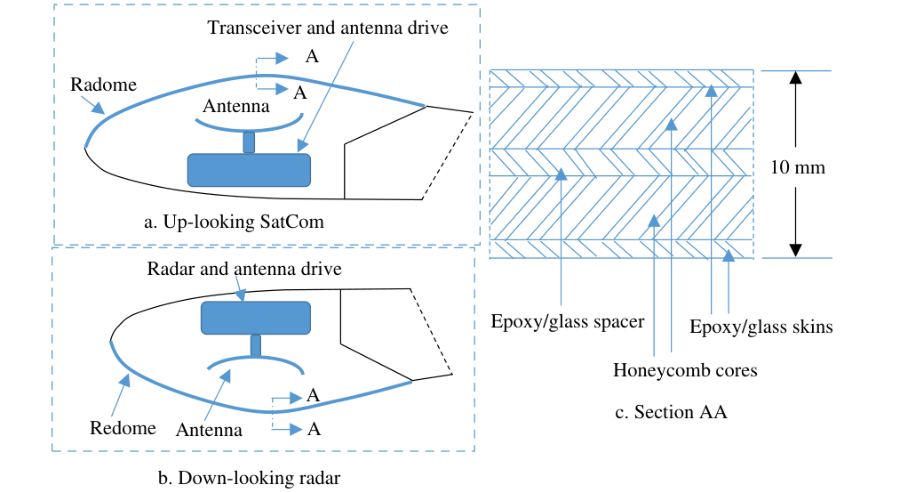 Transceiver and antenna drive
A
Radome
A
Antenna
a. Up-looking SatCom
Radar and antenna drive
A
Redome
Antenna
A
b. Down-looking radar
10 mm
Epoxy/glass spacer
Epoxy/glass skins
Honeycomb cores
c. Section AA